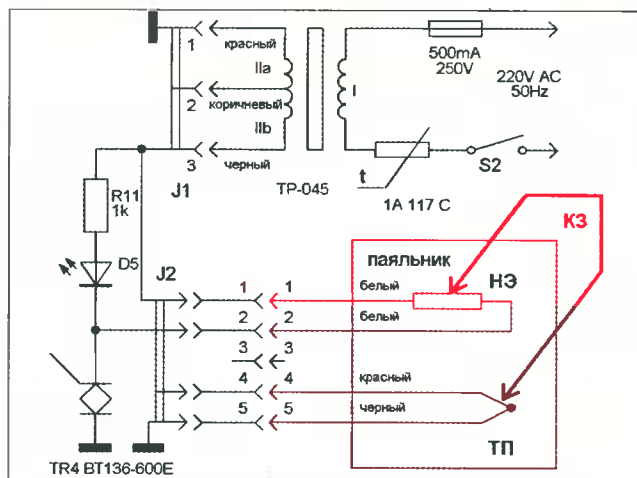 1
красный
IIa
2
коричневый
IIb
3
черный
J1
TP-045
I
500mA
250V
220V AC
50Hz
t
1A 117 C
S2
R11
1k
D5
J2
КЗ
паяльник
НЭ
1
1
белый
2
2
белый
3
3
4
4
красный
5
5
черный
ТП
TR4 BT136-600E